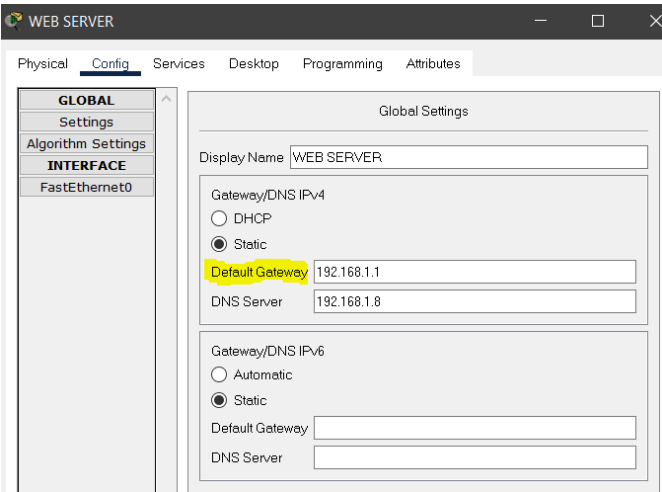 WEB SERVER
Physical Config Services Desktop Programming Attributes
GLOBAL
Settings
Algorithm Settings
INTERFACE
FastEthernet0
Global Settings
Display Name WEB SERVER
Gateway/DNS IPv4
DHCP
Static
Default Gateway 192.168.1.1
DNS Server 192.168.1.8
Gateway/DNS IPv6
Automatic
Static
Default Gateway
DNS Server